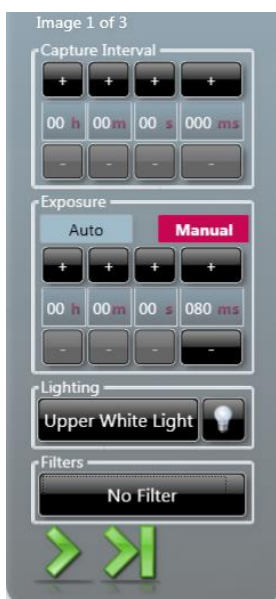 Image 1 of 3
Capture Interval
+ + + +
00 h 00 m 00 s 000 ms
- - - -
Exposure
Auto Manual
+ + + +
00 h 00 m 00 s 080 ms
- - - -
Lighting
Upper White Light
Filters
No Filter